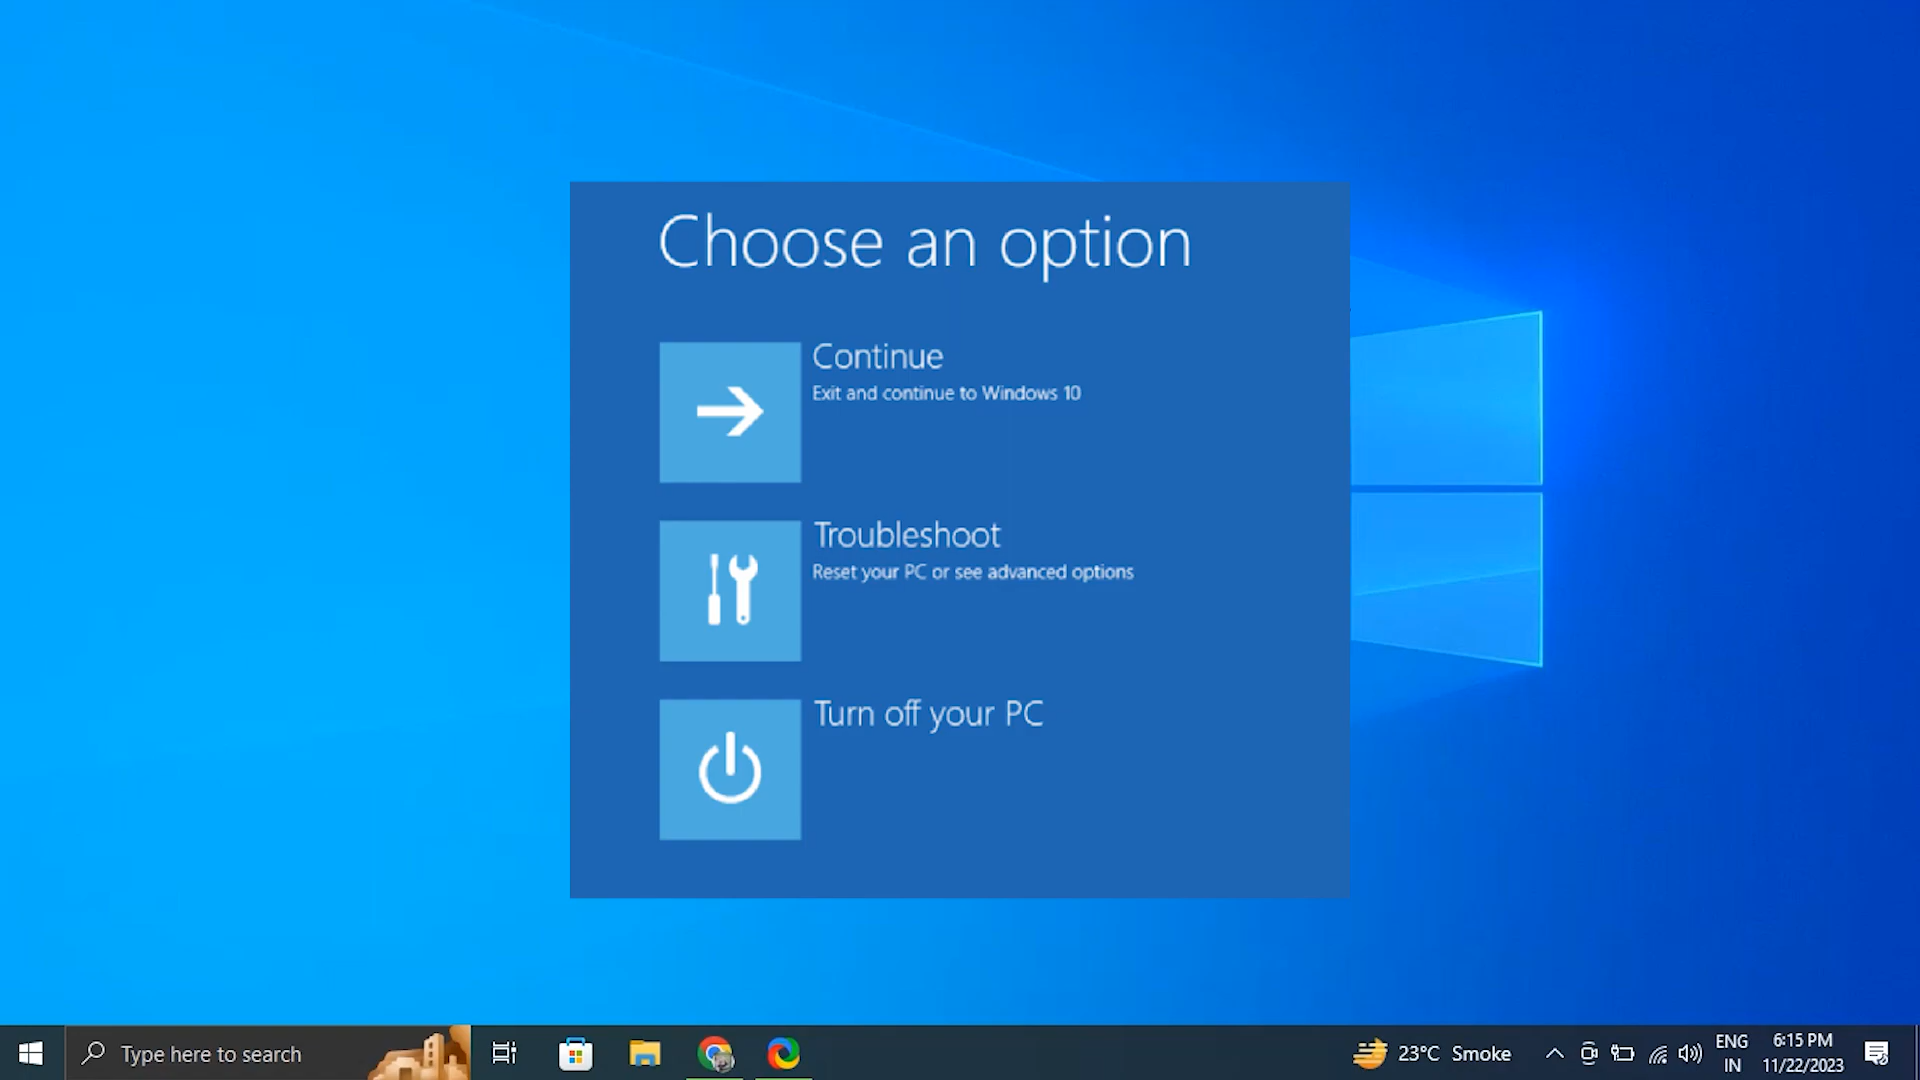 Choose an option
Continue
Exit and continue to Windows 10
Troubleshoot
Reset your PC or see advanced options
Turn off your PC
Type here to search
23°C Smoke
ENG
IN
6:15 PM
11/22/2023